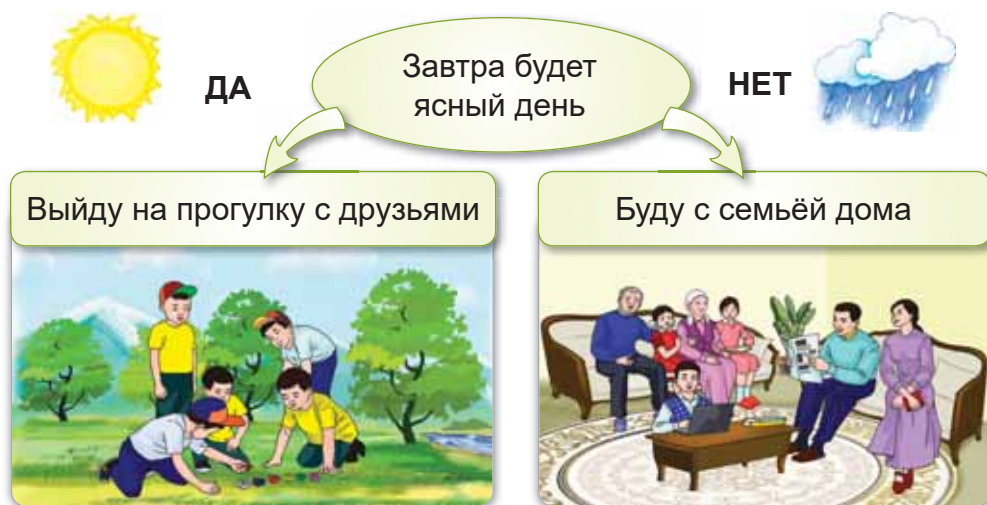 Завтра будет
ясный день
ДА
НЕТ
Выйду на прогулку с друзьями
Буду с семьёй дома